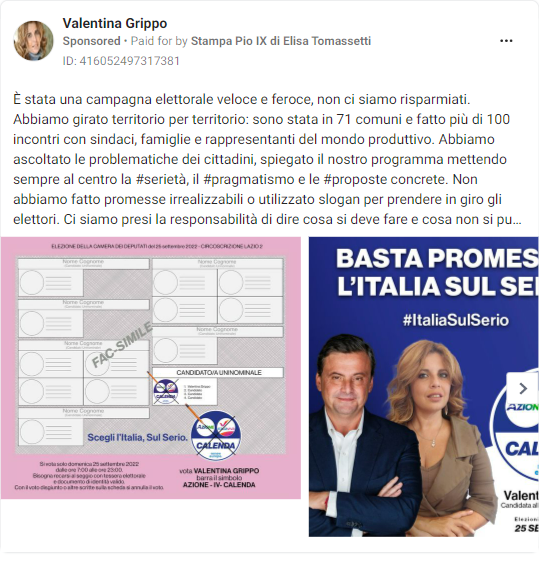 Valentina Grippo
Sponsored • Paid for by Stampa Pio IX di Elisa Tomassetti
ID: 416052497317381
È stata una campagna elettorale veloce e feroce, non ci siamo risparmiati.
Abbiamo girato territorio per territorio: sono stata in 71 comuni e fatto più di 100
incontri con sindaci, famiglie e rappresentanti del mondo produttivo. Abbiamo
ascoltato le problematiche dei cittadini, spiegato il nostro programma mettendo
sempre al centro la #serietà, il #pragmatismo e le #proposte concrete. Non
abbiamo fatto promesse irrealizzabili o utilizzato slogan per prendere in giro gli
elettori. Ci siamo presi la responsabilità di dire cosa si deve fare e cosa non si pu…
ELEZIONE DELLA CAMERA DEI DEPUTATI del 25 settembre 2022 - CIRCOSCRIZIONE LAZIO 2
Nome Cognome
Nome Cognome
Nome Cognome
Nome Cognome
Nome Cognome
Nome Cognome
FAC-SIMILE
CANDIDATO/A UNINOMINALE
CALENDA
1. Valentina Grippo
Scegli l'Italia, Sul Serio.
AZIONE
CALENDA
Si vota solo domenica 25 settembre 2022
dalle ore 7:00 alle ore 23:00.
Bisogna recarsi al seggio con tessera elettorale
e documento di identità valido.
Con il voto disgiunto o altre scritte sulla scheda si annulla il voto.
vota VALENTINA GRIPPO
barra il simbolo
AZIONE - IV- CALENDA
BASTA PROMES
L'ITALIA SUL SE
#ItaliaSulSerio
AZIO
CAL
Valent
Candidata al
Elezioni
25 SE